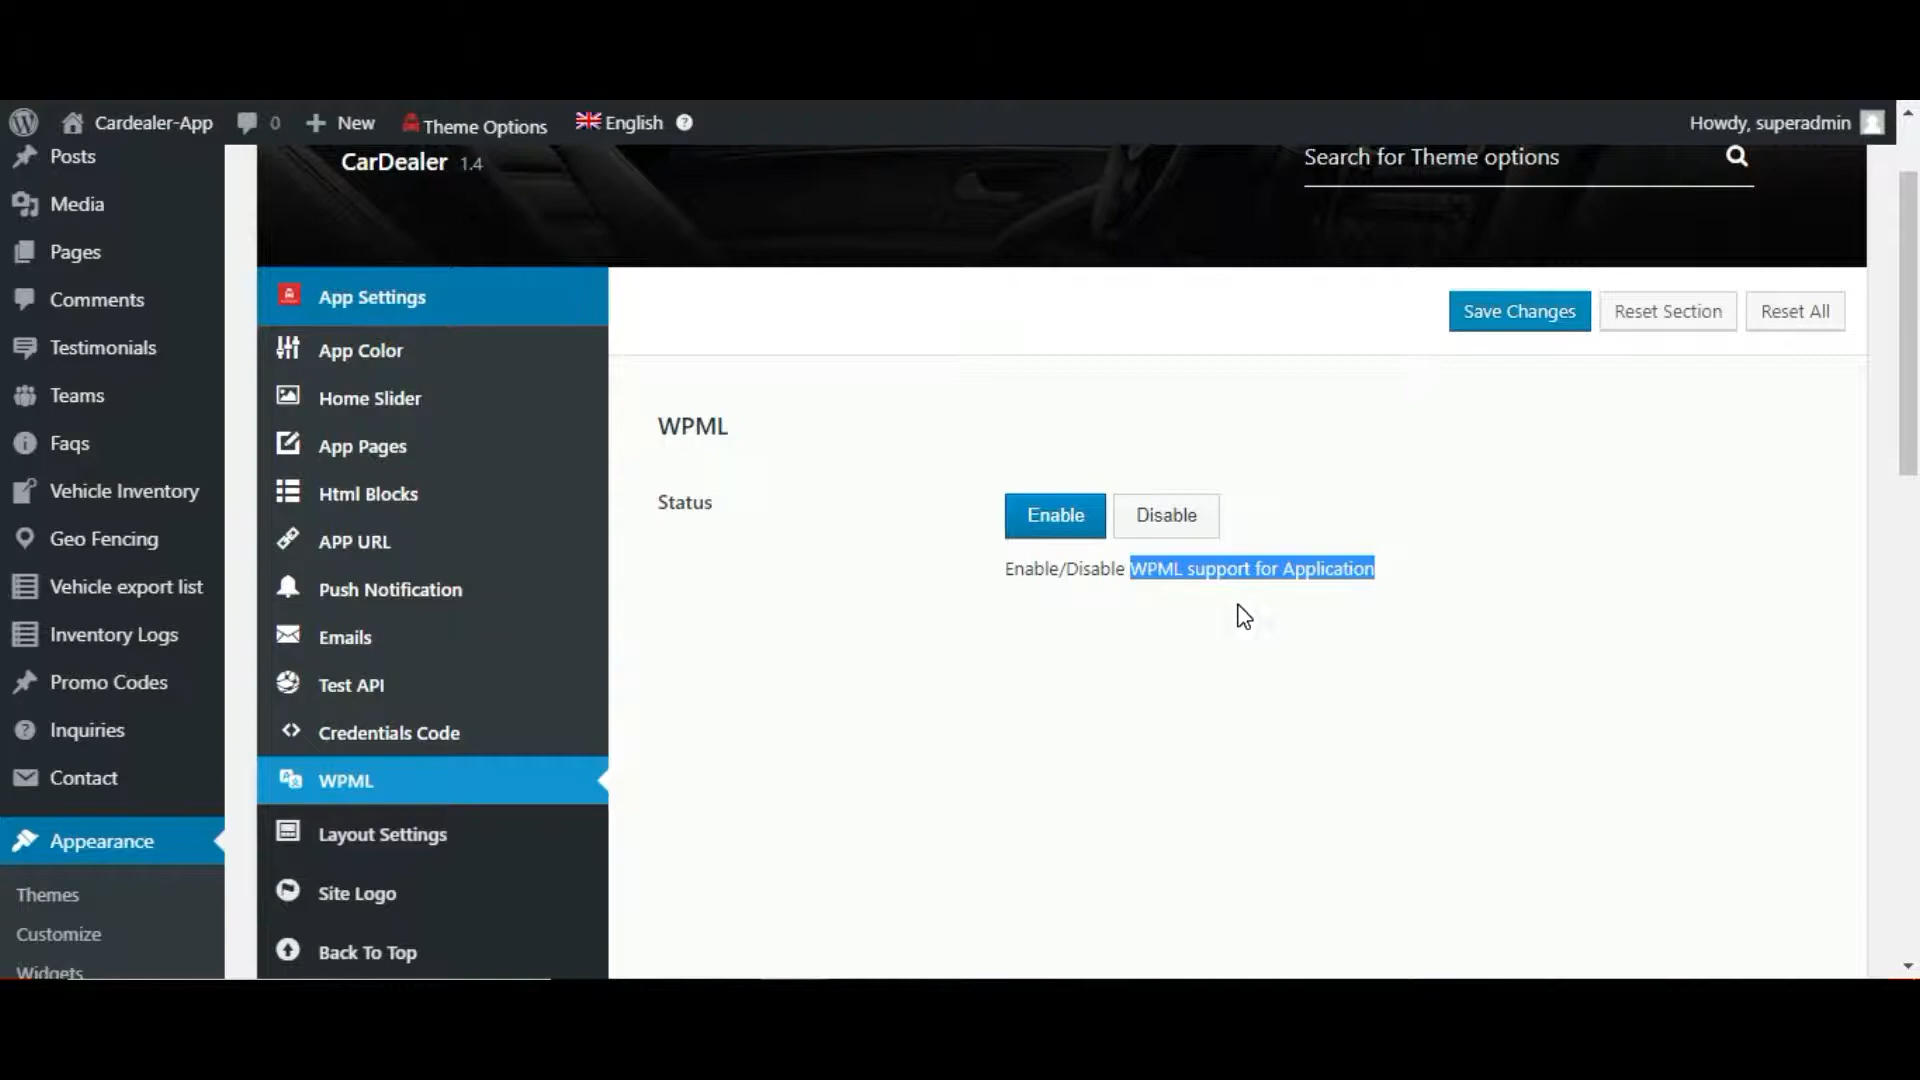 Cardealer-App
0
New
Theme Options
English
Howdy, superadmin
Posts
Media
Pages
Comments
Testimonials
Teams
Faqs
Vehicle Inventory
Geo Fencing
Vehicle export list
Inventory Logs
Promo Codes
Inquiries
Contact
Appearance
Themes
Customize
Widgets
CarDealer 1.4
Search for Theme options
App Settings
App Color
Home Slider
App Pages
Html Blocks
APP URL
Push Notification
Emails
Test API
Credentials Code
WPML
Layout Settings
Site Logo
Back To Top
Save Changes
Reset Section
Reset All
WPML
Status
Enable
Disable
Enable/Disable WPML support for Application